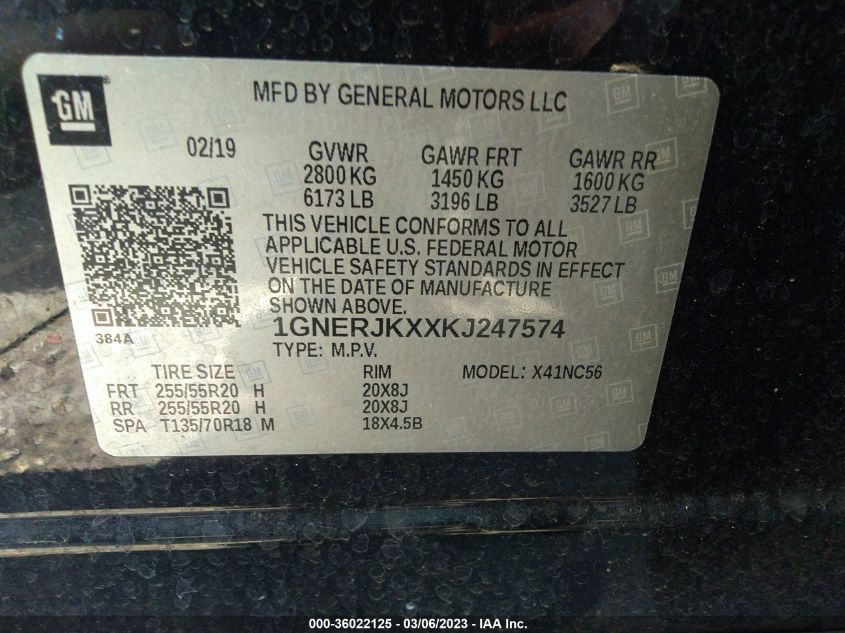 GM
MFD BY GENERAL MOTORS LLC
02/19 GVWR GAWR FRT GAWR RR
2800 KG 1450 KG 1600 KG
6173 LB 3196 LB 3527 LB
THIS VEHICLE CONFORMS TO ALL
APPLICABLE U.S. FEDERAL MOTOR
VEHICLE SAFETY STANDARDS IN EFFECT
ON THE DATE OF MANUFACTURE
SHOWN ABOVE.
384A
1GNERJKXXKJ247574
TYPE: M.P.V.
TIRE SIZE RIM MODEL: X41NC56
FRT 255/55R20 H 20X8J
RR 255/55R20 H 20X8J
SPA T135/70R18 M 18X4.5B
000-36022125 - 03/06/2023 - IAA Inc.